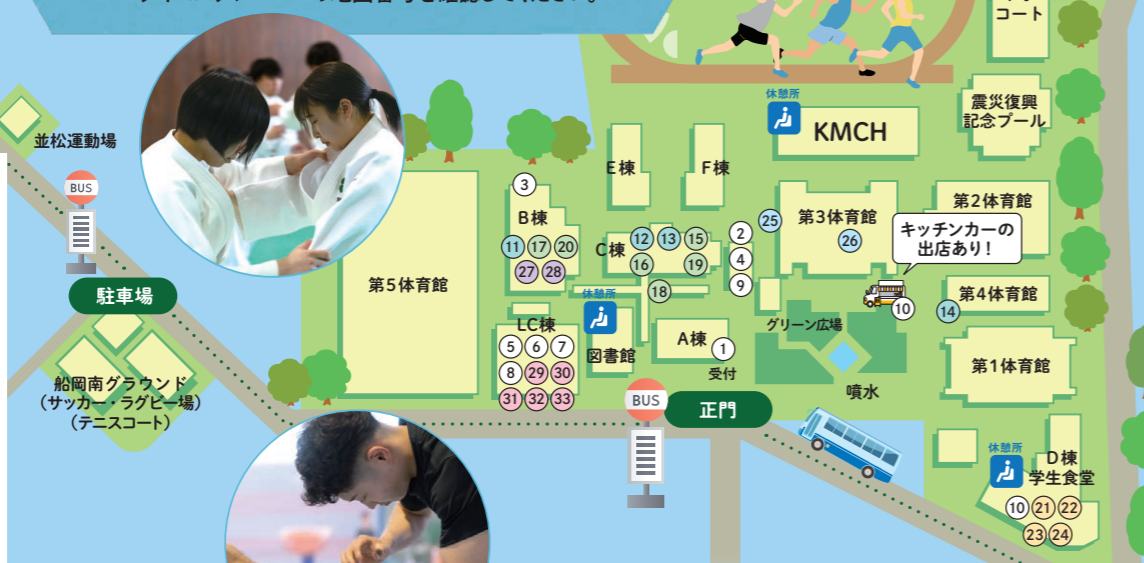 コート
震災復興
記念プール
休憩所
KMCH
並松運動場
BUS
駐車場
船岡南グラウンド
（サッカー・ラグビー場）
（テニスコート）
第5体育館
3
B棟
11 17 20
27 28
E棟
F棟
C棟
12 13 15
16 19
18
2
4
9
25
第3体育館
26
第2体育館
キッチンカーの
出店あり！
10
14
第4体育館
休憩所
図書館
LC棟
5 6 7
8 29 30
31 32 33
A棟
1
受付
グリーン広場
噴水
第1体育館
BUS
正門
休憩所
D棟
学生食堂
10 21 22
23 24